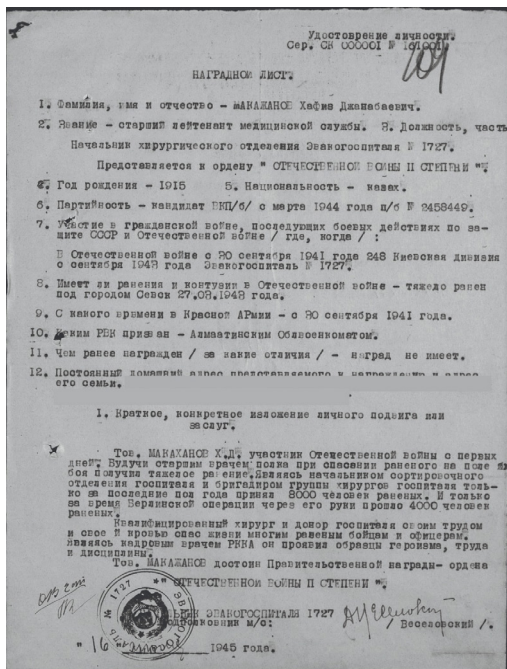 Удостоверение личности.
Сер. СК 000001 № 161001
109
НАГРАДНОЙ ЛИСТ.
1. Фамилия, имя и отчество - МАКАЖАНОВ Хафиз Джанабаевич.
2. Звание - старший лейтенант медицинской службы. 3. Должность, часть
Начальник хирургического отделения Эвакогоспиталя № 1727.
Представляется к ордену " ОТЕЧЕСТВЕННОЙ ВОЙНЫ П СТЕПЕНИ ".
4. Год рождения - 1915 5. Национальность - казах.
6. Партийность - кандидат ВКП/б/ с марта 1944 года п/б № 2458449.
7. Участие в гражданской войне, последующих боевых действиях по за-
щите СССР и Отечественной войне / где, когда / :
В Отечественной войне с 20 сентября 1941 года 248 Киевская дивизия
с сентября 1943 года Эвакогоспиталь № 1727.
8. Имеет ли ранения и контузии в Отечественной войне - тяжело ранен
под городом Севск 27.03.1943 года.
9. С какого времени в Красной АРмии - с 20 сентября 1941 года.
10. Каким РВК призван - Алмаатинским Облвоенкоматом.
11. Чем ранее награжден / за какие отличия / - наград не имеет.
12. Постоянный домашний адрес представляемого к награждению и адрес
его семьи.
1. Краткое, конкретное изложение личного подвига или
заслуг.
Тов. МАКАХАНОВ Х.Д. участник Отечественной войны с первых
дней. Будучи старшим врачем полка при спасании раненого на поле
боя получил тяжелое ранение. Являясь начальником сортировочного
отделения госпиталя и бригадиром группы хирургов госпиталя толь-
ко за последние пол года принял 8000 человек раненых. И только
за время Берлинской операции через его руки прошло 4000 человек
раненых.
Квалифицированный хирург и донор госпиталя своим трудом
и свое й кровью спас жизни многим раненым бойцам и офицерам.
Являясь кадровым врачем РККА он проявил образцы героизма, труда
и дисциплины.
Тов. МАКАЖАНОВ достоин Правительственной награды- ордена
" ОТЕЧЕСТВЕННОЙ ВОЙНЫ П СТЕПЕНИ ".
ЭВАКОГОСПИТАЛЯ 1727
Подполковник м/с: / Веселовский /.
" 16 " 1945 года.